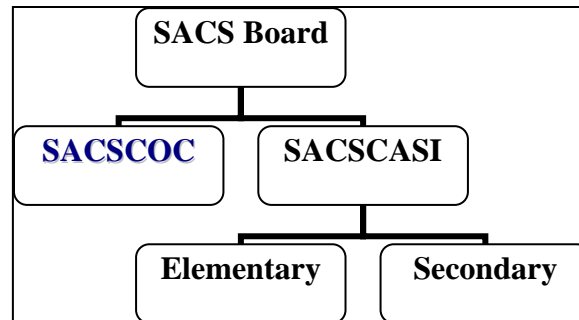 SACS Board
SACSCOC
SACSCASI
Elementary
Secondary